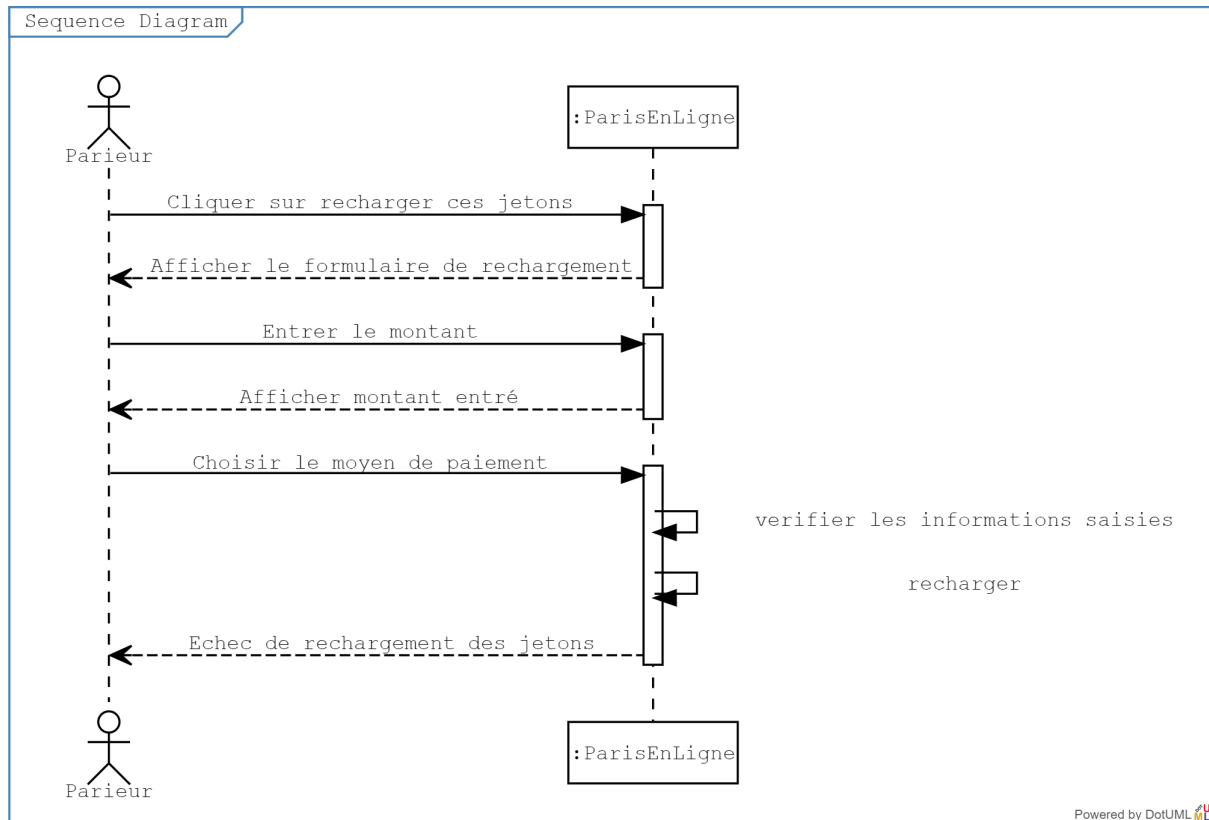 Sequence Diagram
Parieur
:ParisEnLigne
Cliquer sur recharger ces jetons
Afficher le formulaire de rechargement
Entrer le montant
Afficher montant entré
Choisir le moyen de paiement
verifier les informations saisies
recharger
Echec de rechargement des jetons
Parieur
:ParisEnLigne
Powered by DotUML